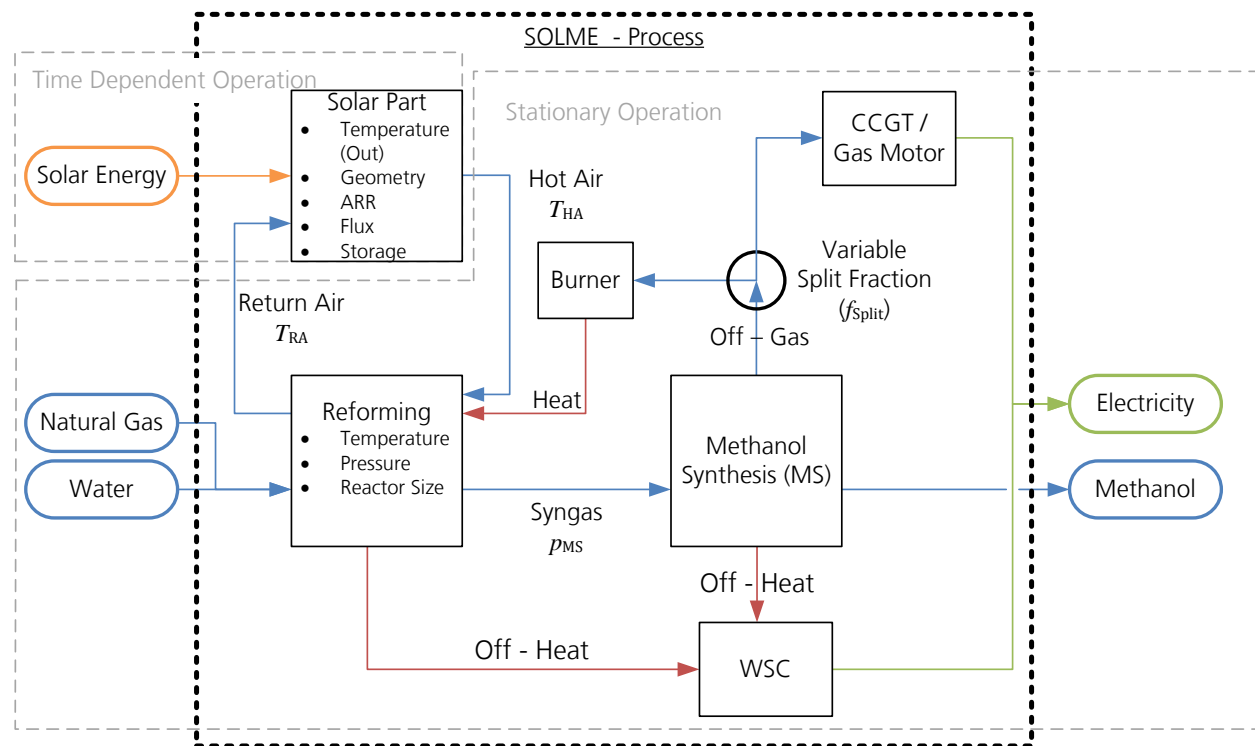 SOLME - Process
Time Dependent Operation
Stationary Operation
Solar Part
• Temperature
(Out)
• Geometry
• ARR
• Flux
• Storage
Solar Energy
CCGT /
Gas Motor
Hot Air
T_HA
Burner
Variable
Split Fraction
(f_Split)
Off – Gas
Return Air
T_RA
Heat
Natural Gas
Water
Reforming
• Temperature
• Pressure
• Reactor Size
Syngas
p_MS
Methanol
Synthesis (MS)
Electricity
Methanol
Off - Heat
Off - Heat
WSC